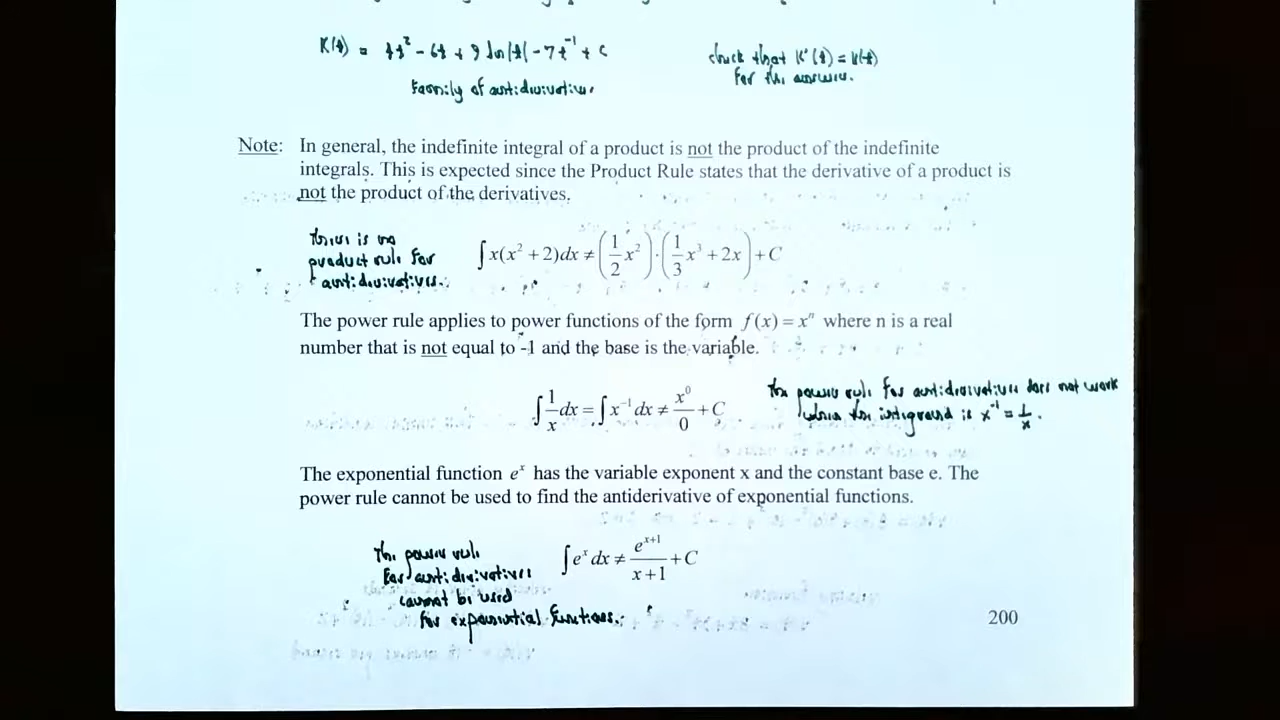 K(t) = ½t² - 6t + 9 ln|t| - 7t⁻¹ + C
check that K'(t) = k(t)
for the answer.
Family of antiderivatives
Note: In general, the indefinite integral of a product is not the product of the indefinite
integrals. This is expected since the Product Rule states that the derivative of a product is
not the product of the derivatives.
There is no
product rule for
antiderivatives.
∫x(x² + 2)dx ≠ (1/2 x²)·(1/3 x³ + 2x) + C
The power rule applies to power functions of the form f(x) = xⁿ where n is a real
number that is not equal to -1 and the base is the variable.
∫1/x dx = ∫x⁻¹ dx ≠ x⁰/0 + C
The power rule for antiderivatives does not work
when the integrand is x⁻¹ = 1/x.
The exponential function eˣ has the variable exponent x and the constant base e. The
power rule cannot be used to find the antiderivative of exponential functions.
The power rule
for antiderivatives
cannot be used
for exponential functions.
∫eˣ dx ≠ eˣ⁺¹/x+1 + C
200